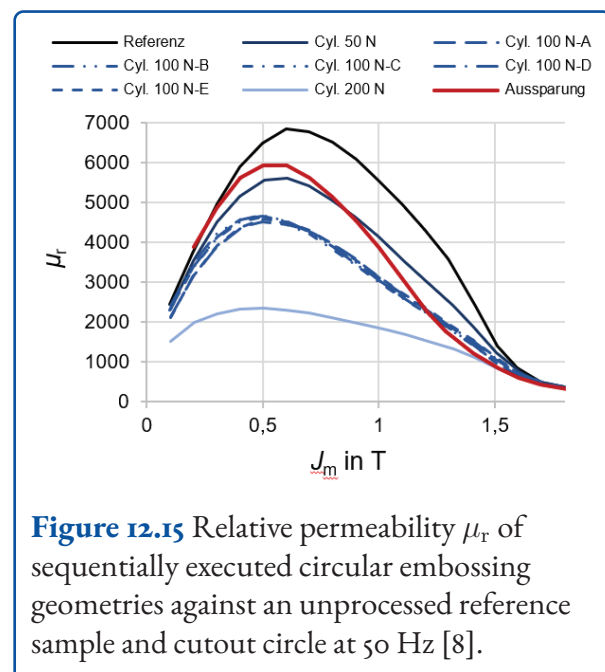 Referenz Cyl. 50 N Cyl. 100 N-A
Cyl. 100 N-B Cyl. 100 N-C Cyl. 100 N-D
Cyl. 100 N-E Cyl. 200 N Aussparung
7000
6000
5000
4000
3000
2000
1000
0
μr
0 0,5 1 1,5
Jm in T
Figure 12.15 Relative permeability μr of
sequentially executed circular embossing
geometries against an unprocessed reference
sample and cutout circle at 50 Hz [8].